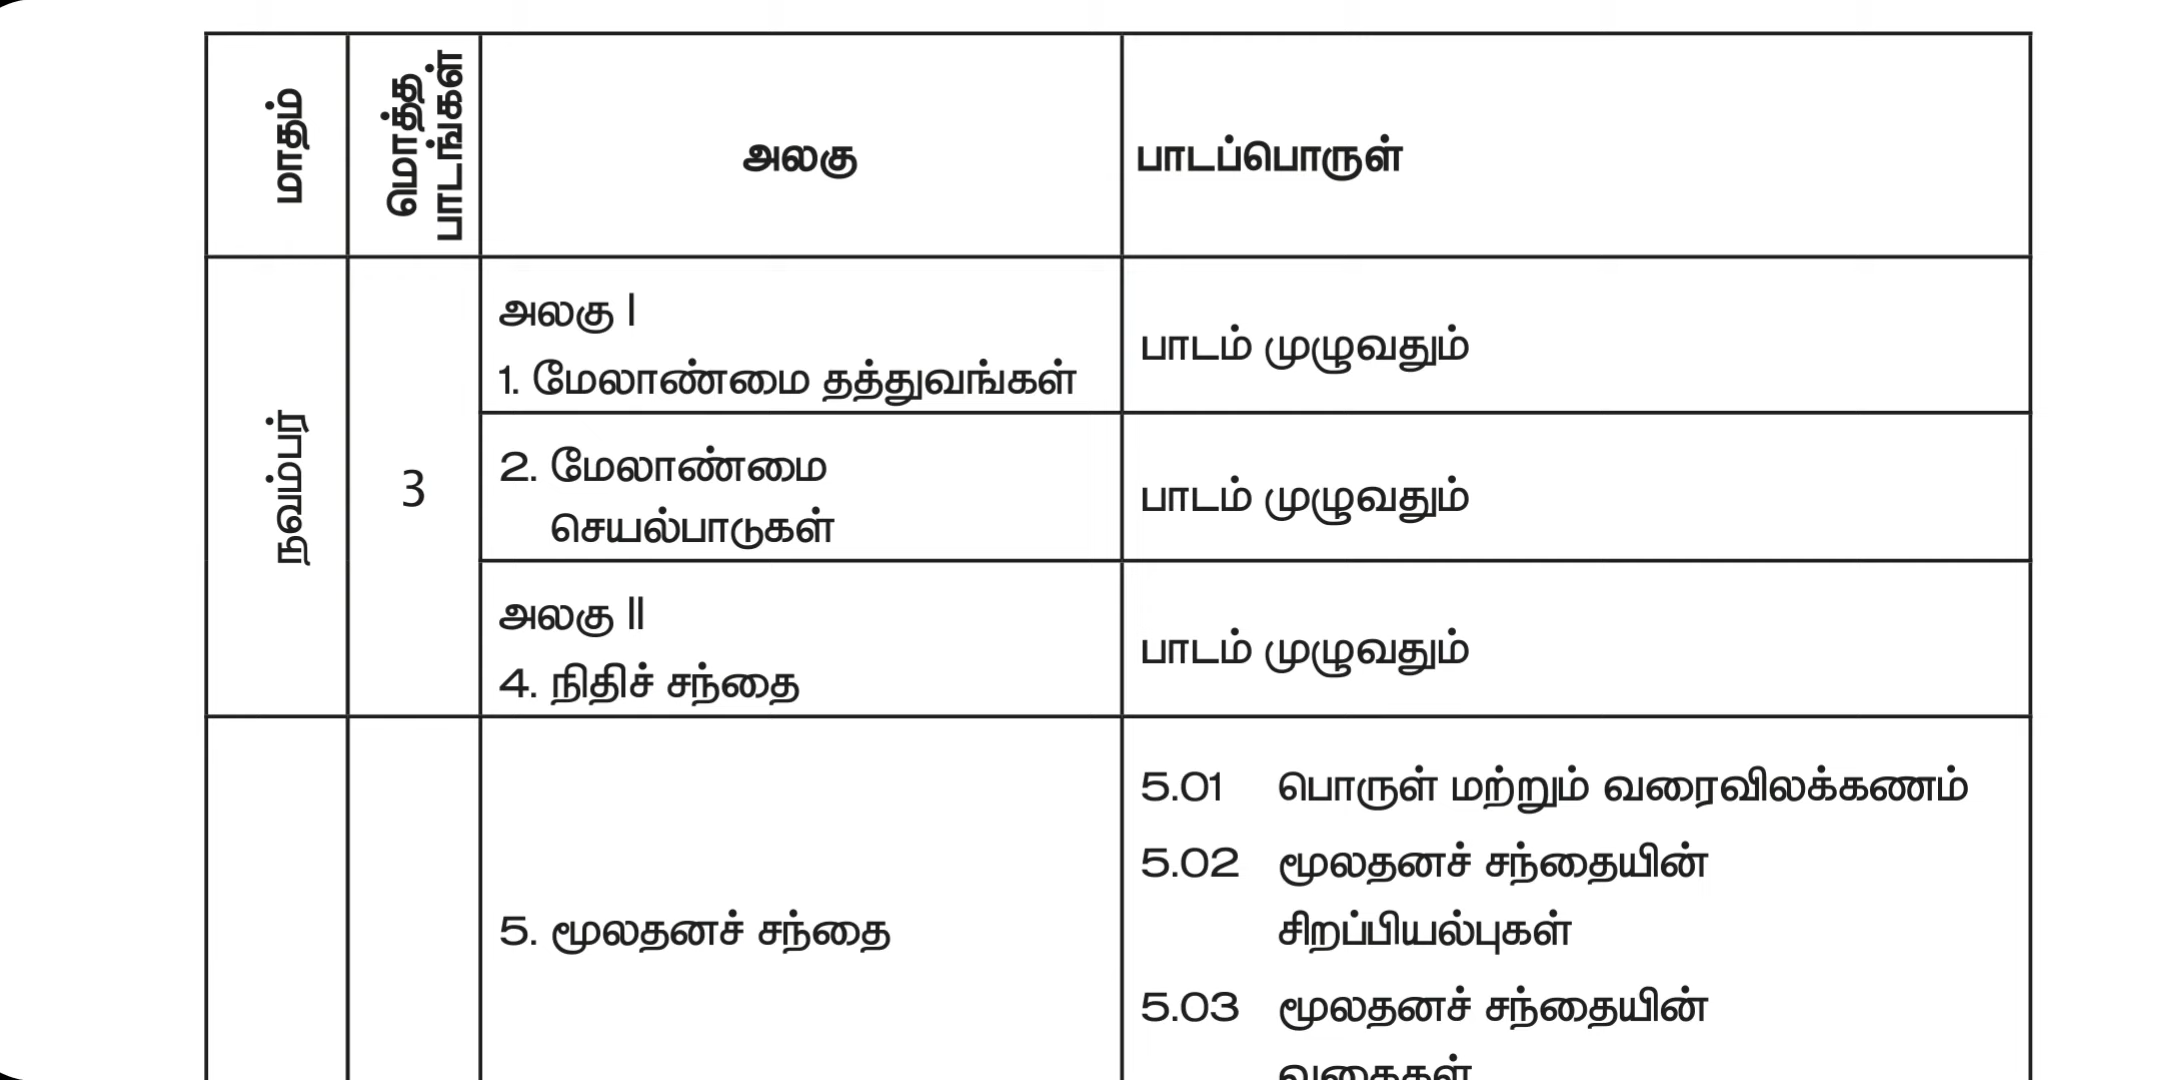 மாதம்
மொத்த
பாடங்கள்
அலகு
பாடப்பொருள்
நவம்பர்
3
அலகு I
1. மேலாண்மை தத்துவங்கள்
பாடம் முழுவதும்
2. மேலாண்மை
செயல்பாடுகள்
பாடம் முழுவதும்
அலகு II
4. நிதிச் சந்தை
பாடம் முழுவதும்
5. மூலதனச் சந்தை
5.01 பொருள் மற்றும் வரைவிலக்கணம்
5.02 மூலதனச் சந்தையின்
சிறப்பியல்புகள்
5.03 மூலதனச் சந்தையின்
வகைகள்